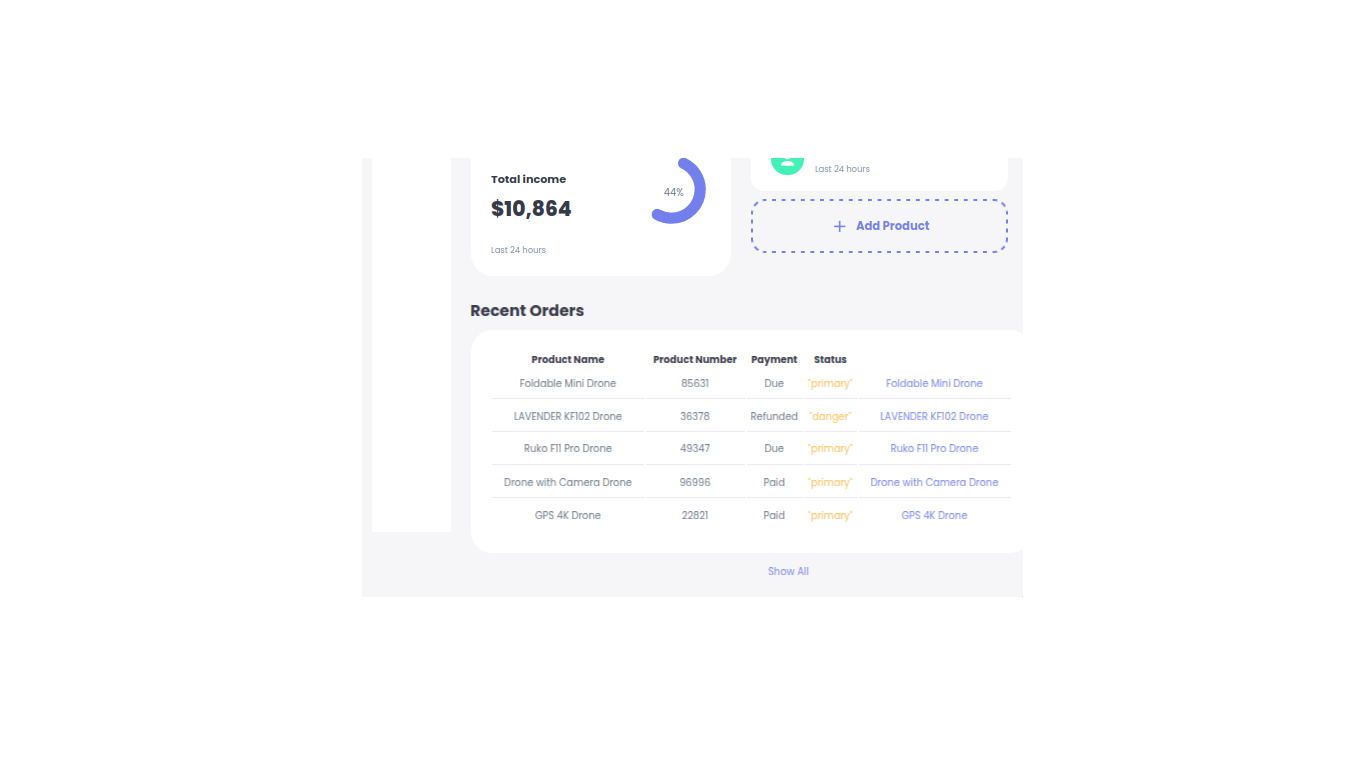 Total income
$10,864
44%
Last 24 hours
Last 24 hours
Add Product
Recent Orders
Product Name Product Number Payment Status
Foldable Mini Drone 85631 Due "primary" Foldable Mini Drone
LAVENDER KF102 Drone 36378 Refunded "danger" LAVENDER KF102 Drone
Ruko F11 Pro Drone 49347 Due "primary" Ruko F11 Pro Drone
Drone with Camera Drone 96996 Paid "primary" Drone with Camera Drone
GPS 4K Drone 22821 Paid "primary" GPS 4K Drone
Show All